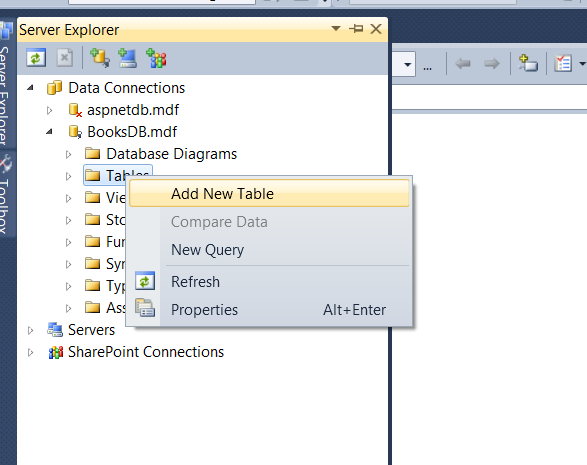 Server Explorer
Data Connections
aspnetdb.mdf
BooksDB.mdf
Database Diagrams
Tables
Add New Table
Compare Data
New Query
Refresh
Properties Alt+Enter
Servers
SharePoint Connections
Server Explorer
Toolbox
...